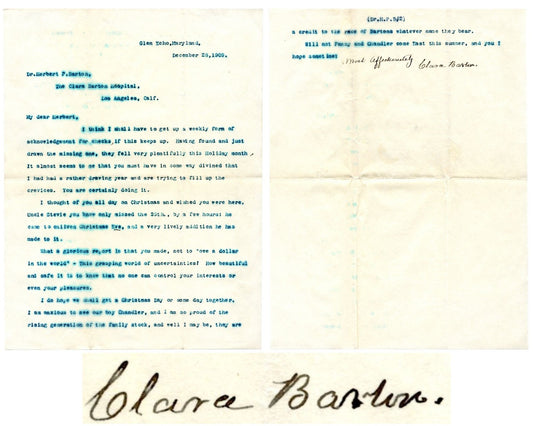 Glen Echo,Maryland,
December 28,1909.
Dr.Herbert P.Barton,
The Clara Barton Hospital,
Los Angeles, Calf.
My dear Herbert,
I think I shall have to get up a weekly form of
acknowledgement for checks,if this keeps up. Having found and just
drawn the missing one, they fell very plentifully this Holiday month.
It almost seems to me that you must have in some way divined that
I had had a rather drawing year and are trying to fill up the
crevices. You are certainly doing it.
I thought of you all day on Christmas and wished you were here.
Uncle Stevie you have only missed the 25th., by a few hours: he
came to enliven Christmas Eve, and a very lively addition he has
made to it.
What a glorious report is that you made, not to "owe a dollar
in the world" - This grasping world of uncertainties! How beautiful
and safe it is to know that no one can control your interests or
even your pleasures.
I do hope we shall get a Christmas Day or some day together.
I am anxious to see our boy Chandler, and I am so proud of the
rising generation of the family stock, and well I may be, they are
(Dr.H.P.B/2)
a credit to the race of Bartons whatever name they bear.
Will not Fanny and Chandler come East this summer, and you I
hope sometime!
Most affectionately
Clara Barton.
Clara Barton.